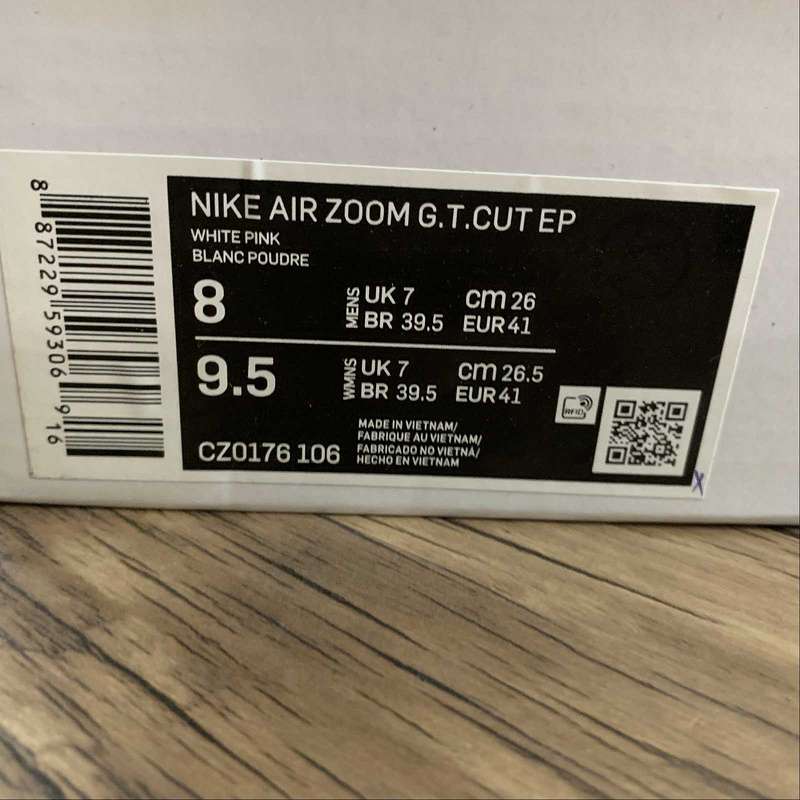 8 87229 59306 9 16
NIKE AIR ZOOM G.T.CUT EP
WHITE PINK
BLANC POUDRE
8 MENS UK 7 cm 26
BR 39.5 EUR 41
9.5 WMNS UK 7 cm 26.5
BR 39.5 EUR 41
RFID
MADE IN VIETNAM/
FABRIQUE AU VIETNAM/
FABRICADO NO VIETNÃ/
HECHO EN VIETNAM
CZ0176 106
X